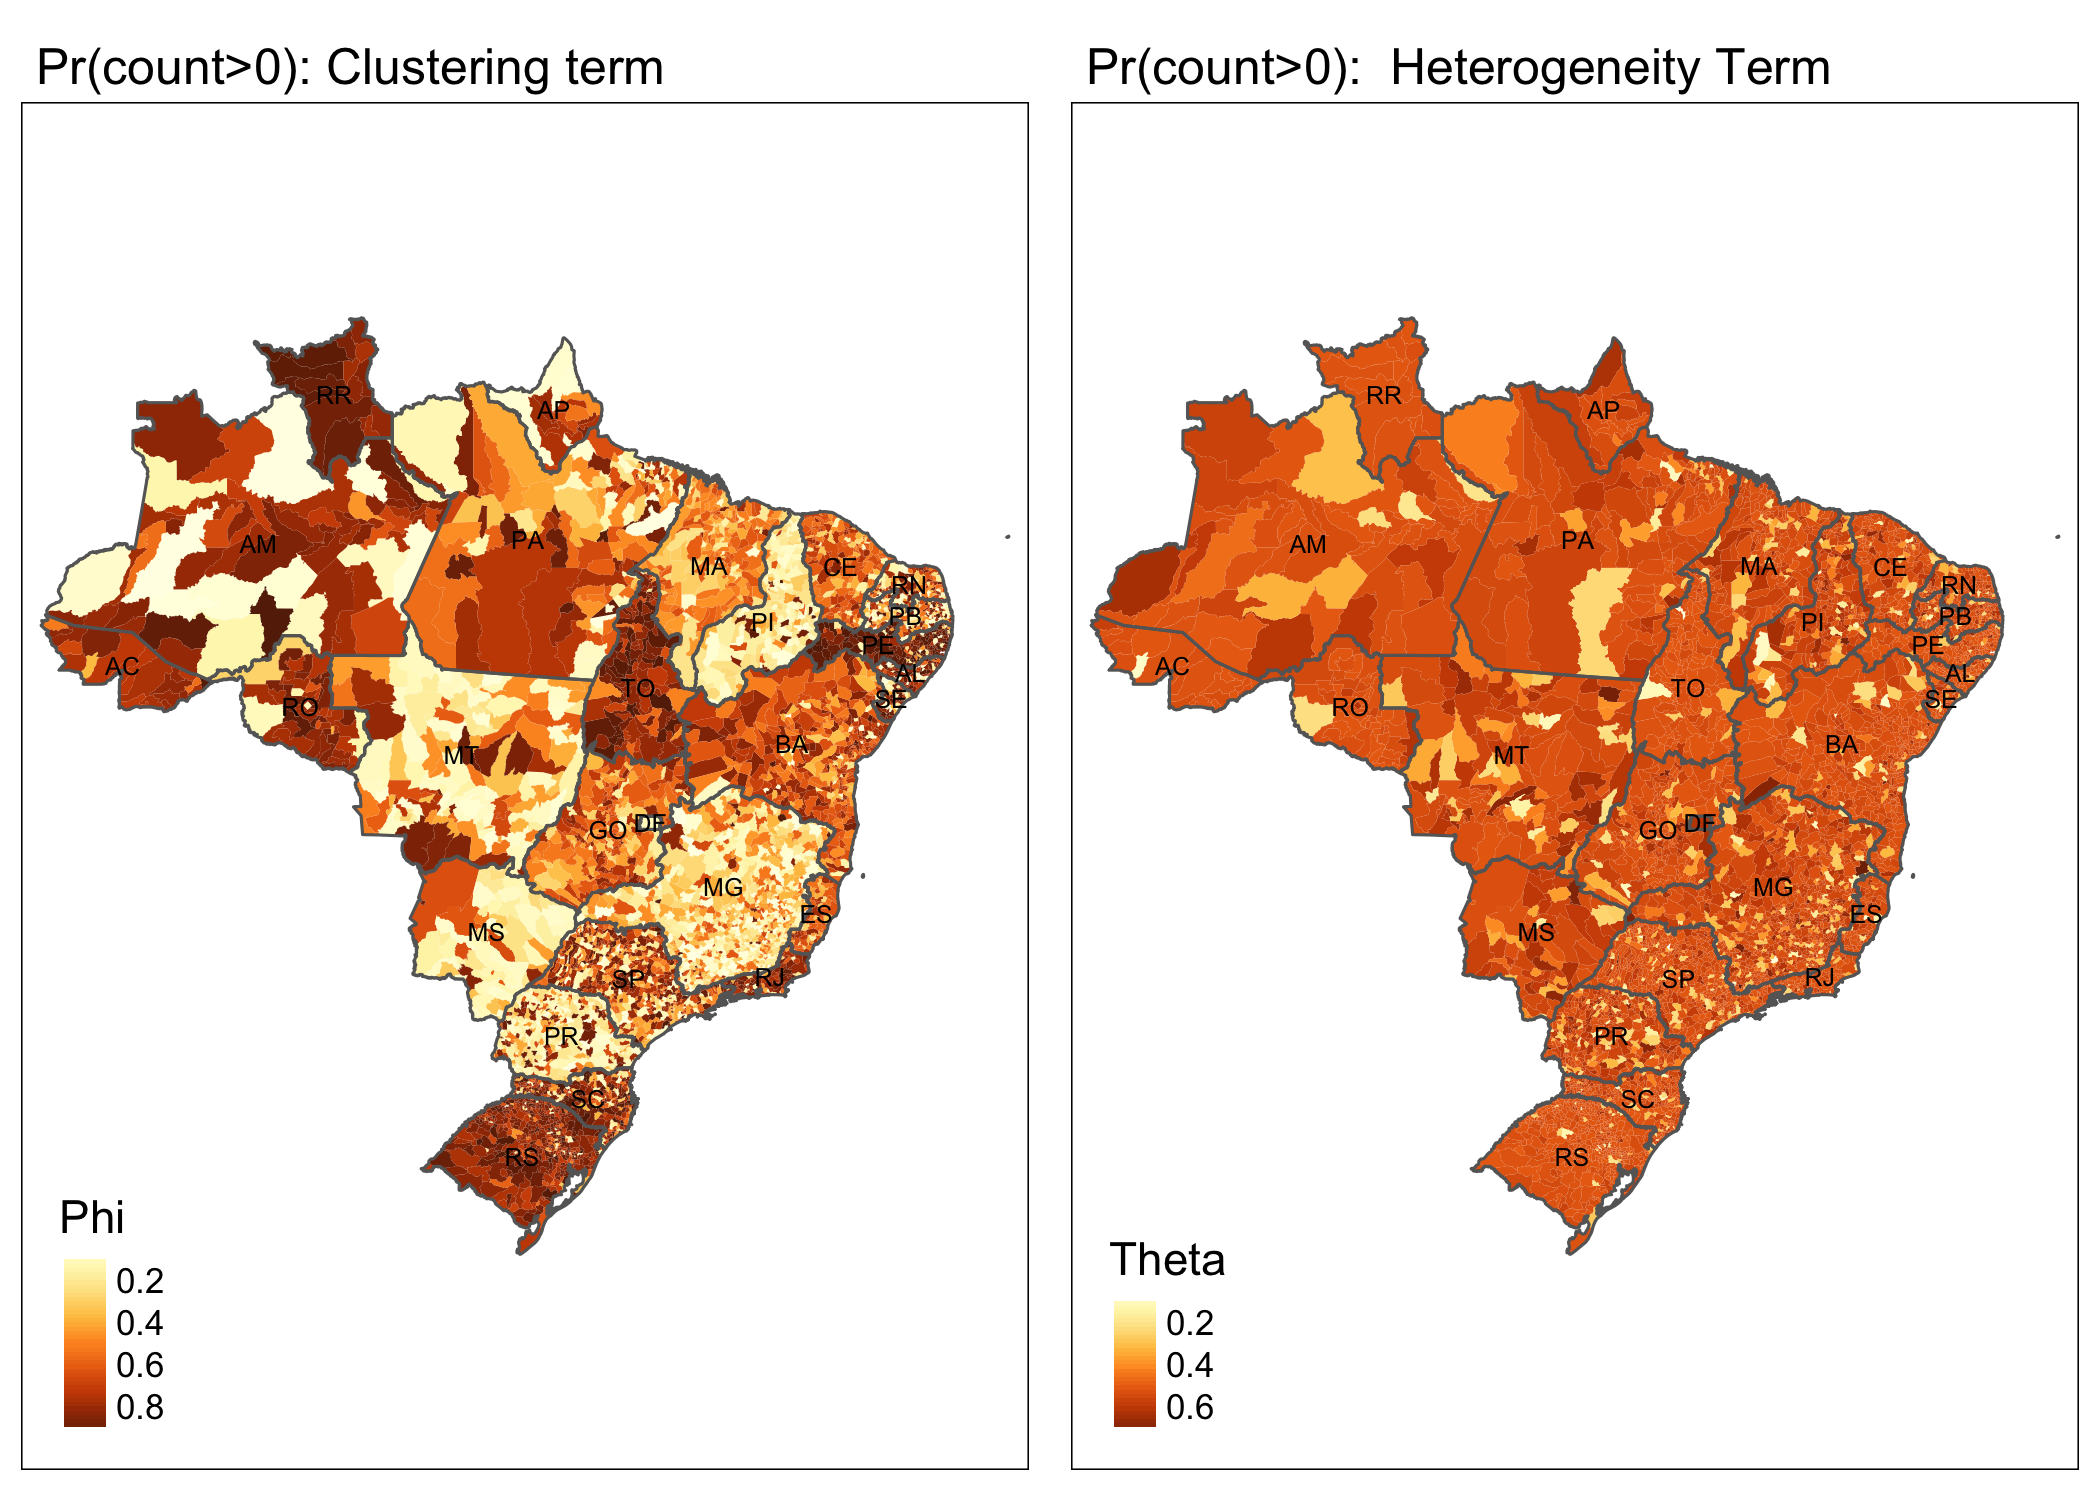 Pr(count>0): Clustering term
RR
AP
AM
PA
MA
CE
RN
PB
PI
PE
AC
AL
TO
SE
RO
BA
MT
GO
DF
MG
ES
MS
SP
RJ
PR
SC
RS
Phi
0.2
0.4
0.6
0.8
Pr(count>0):  Heterogeneity Term
RR
AP
AM
PA
MA
CE
RN
PB
PI
PE
AC
AL
TO
SE
RO
BA
MT
GO
DF
MG
ES
MS
SP
RJ
PR
SC
RS
Theta
0.2
0.4
0.6